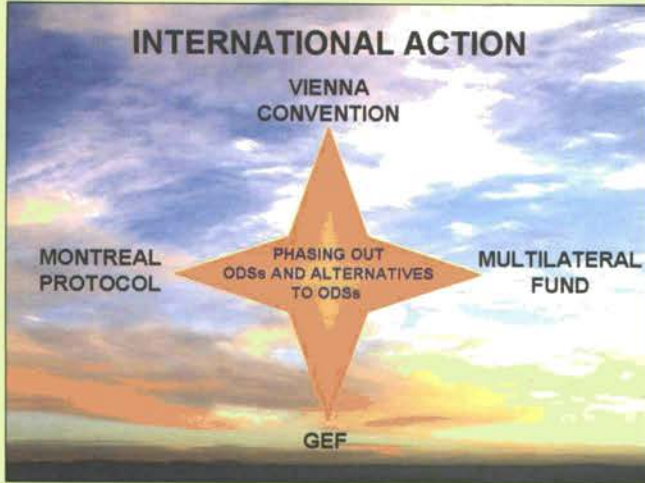 INTERNATIONAL ACTION
VIENNA
CONVENTION
MONTREAL
PROTOCOL
PHASING OUT
ODSs AND ALTERNATIVES
TO ODSs
MULTILATERAL
FUND
GEF